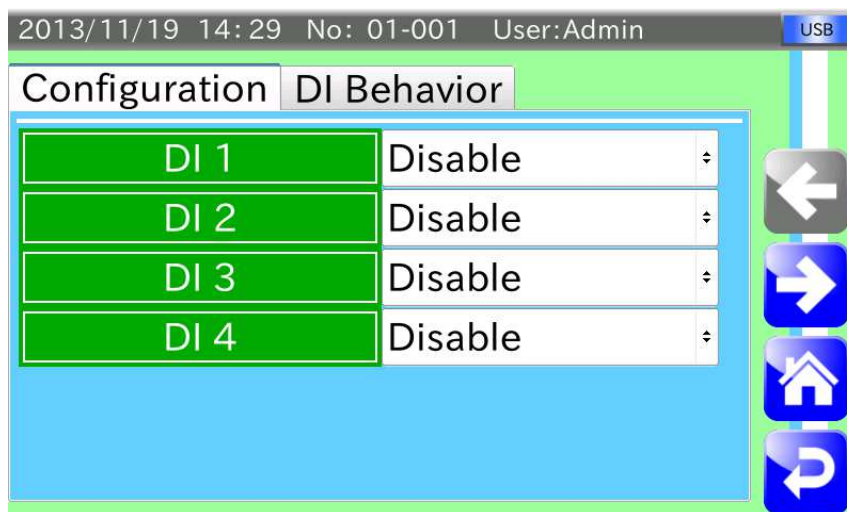 2013/11/19 14:29 No: 01-001 User:Admin USB
Configuration DI Behavior
DI 1 Disable
DI 2 Disable
DI 3 Disable
DI 4 Disable